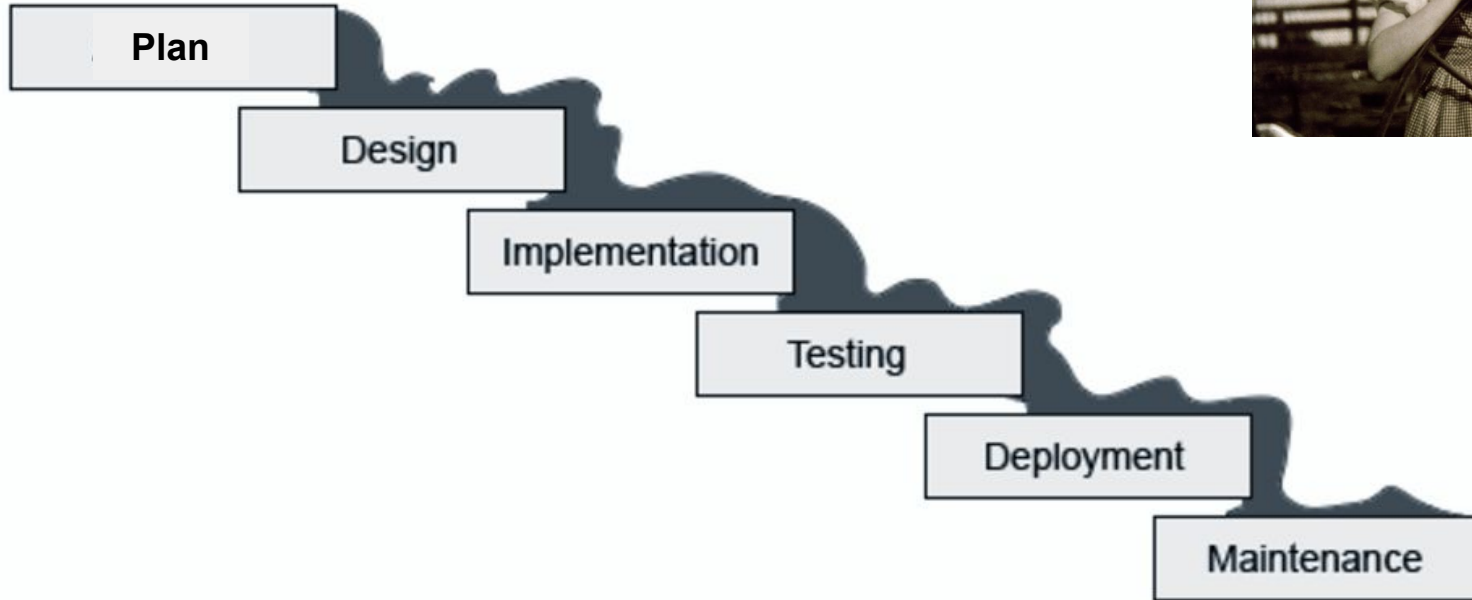 Plan
Design
Implementation
Testing
Deployment
Maintenance